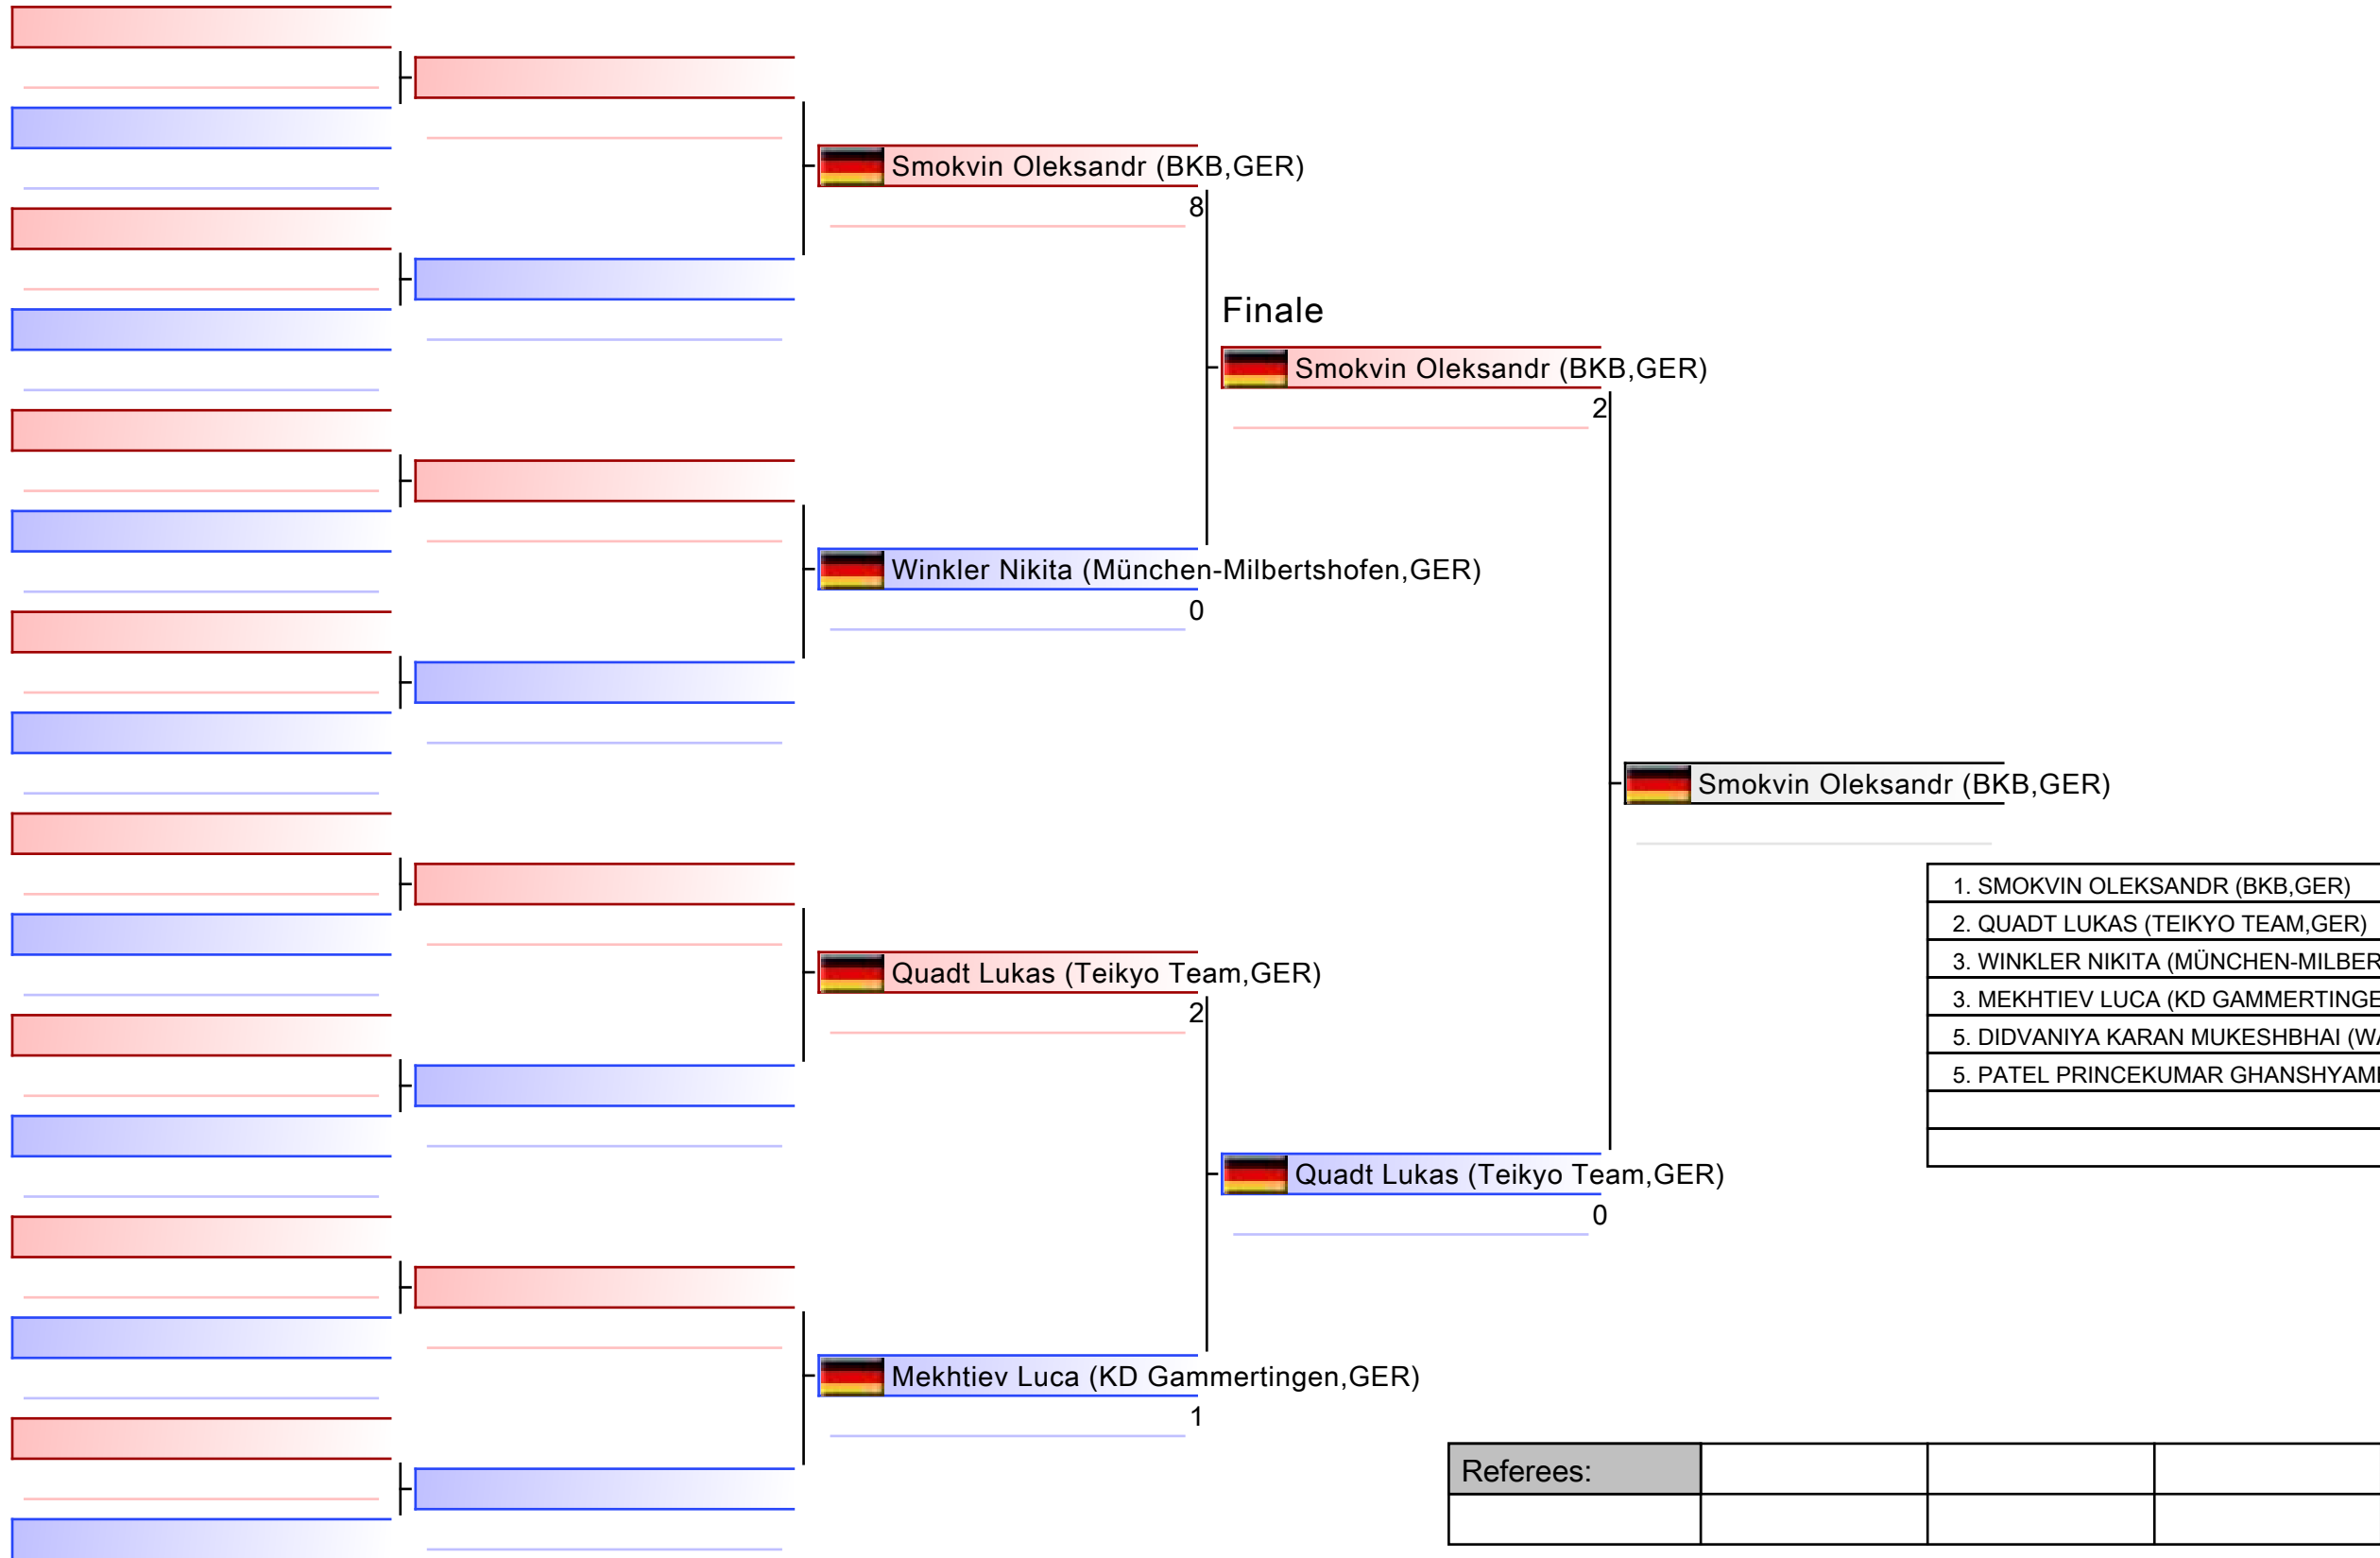 Smokvin Oleksandr (BKB,GER)
8
Finale
Smokvin Oleksandr (BKB,GER)
2
Winkler Nikita (München-Milbertshofen,GER)
0
Smokvin Oleksandr (BKB,GER)
1. SMOKVIN OLEKSANDR (BKB,GER)
2. QUADT LUKAS (TEIKYO TEAM,GER)
3. WINKLER NIKITA (MÜNCHEN-MILBER
3. MEKHTIEV LUCA (KD GAMMERTINGE
5. DIDVANIYA KARAN MUKESHBHAI (WA
5. PATEL PRINCEKUMAR GHANSHYAM
Quadt Lukas (Teikyo Team,GER)
2
Quadt Lukas (Teikyo Team,GER)
0
Mekhtiev Luca (KD Gammertingen,GER)
1
Referees: